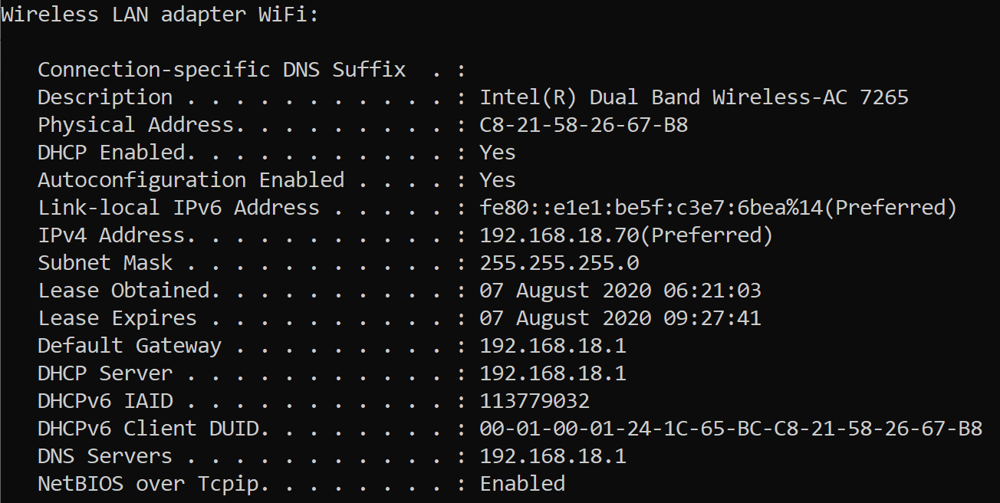 Wireless LAN adapter WiFi:
Connection-specific DNS Suffix  . :
Description . . . . . . . . . . . : Intel(R) Dual Band Wireless-AC 7265
Physical Address. . . . . . . . . : C8-21-58-26-67-B8
DHCP Enabled. . . . . . . . . . . : Yes
Autoconfiguration Enabled . . . . : Yes
Link-local IPv6 Address . . . . . : fe80::e1e1:be5f:c3e7:6bea%14(Preferred)
IPv4 Address. . . . . . . . . . . : 192.168.18.70(Preferred)
Subnet Mask . . . . . . . . . . . : 255.255.255.0
Lease Obtained. . . . . . . . . . : 07 August 2020 06:21:03
Lease Expires . . . . . . . . . . : 07 August 2020 09:27:41
Default Gateway . . . . . . . . . : 192.168.18.1
DHCP Server . . . . . . . . . . . : 192.168.18.1
DHCPv6 IAID . . . . . . . . . . . : 113779032
DHCPv6 Client DUID. . . . . . . . : 00-01-00-01-24-1C-65-BC-C8-21-58-26-67-B8
DNS Servers . . . . . . . . . . . : 192.168.18.1
NetBIOS over Tcpip. . . . . . . . : Enabled